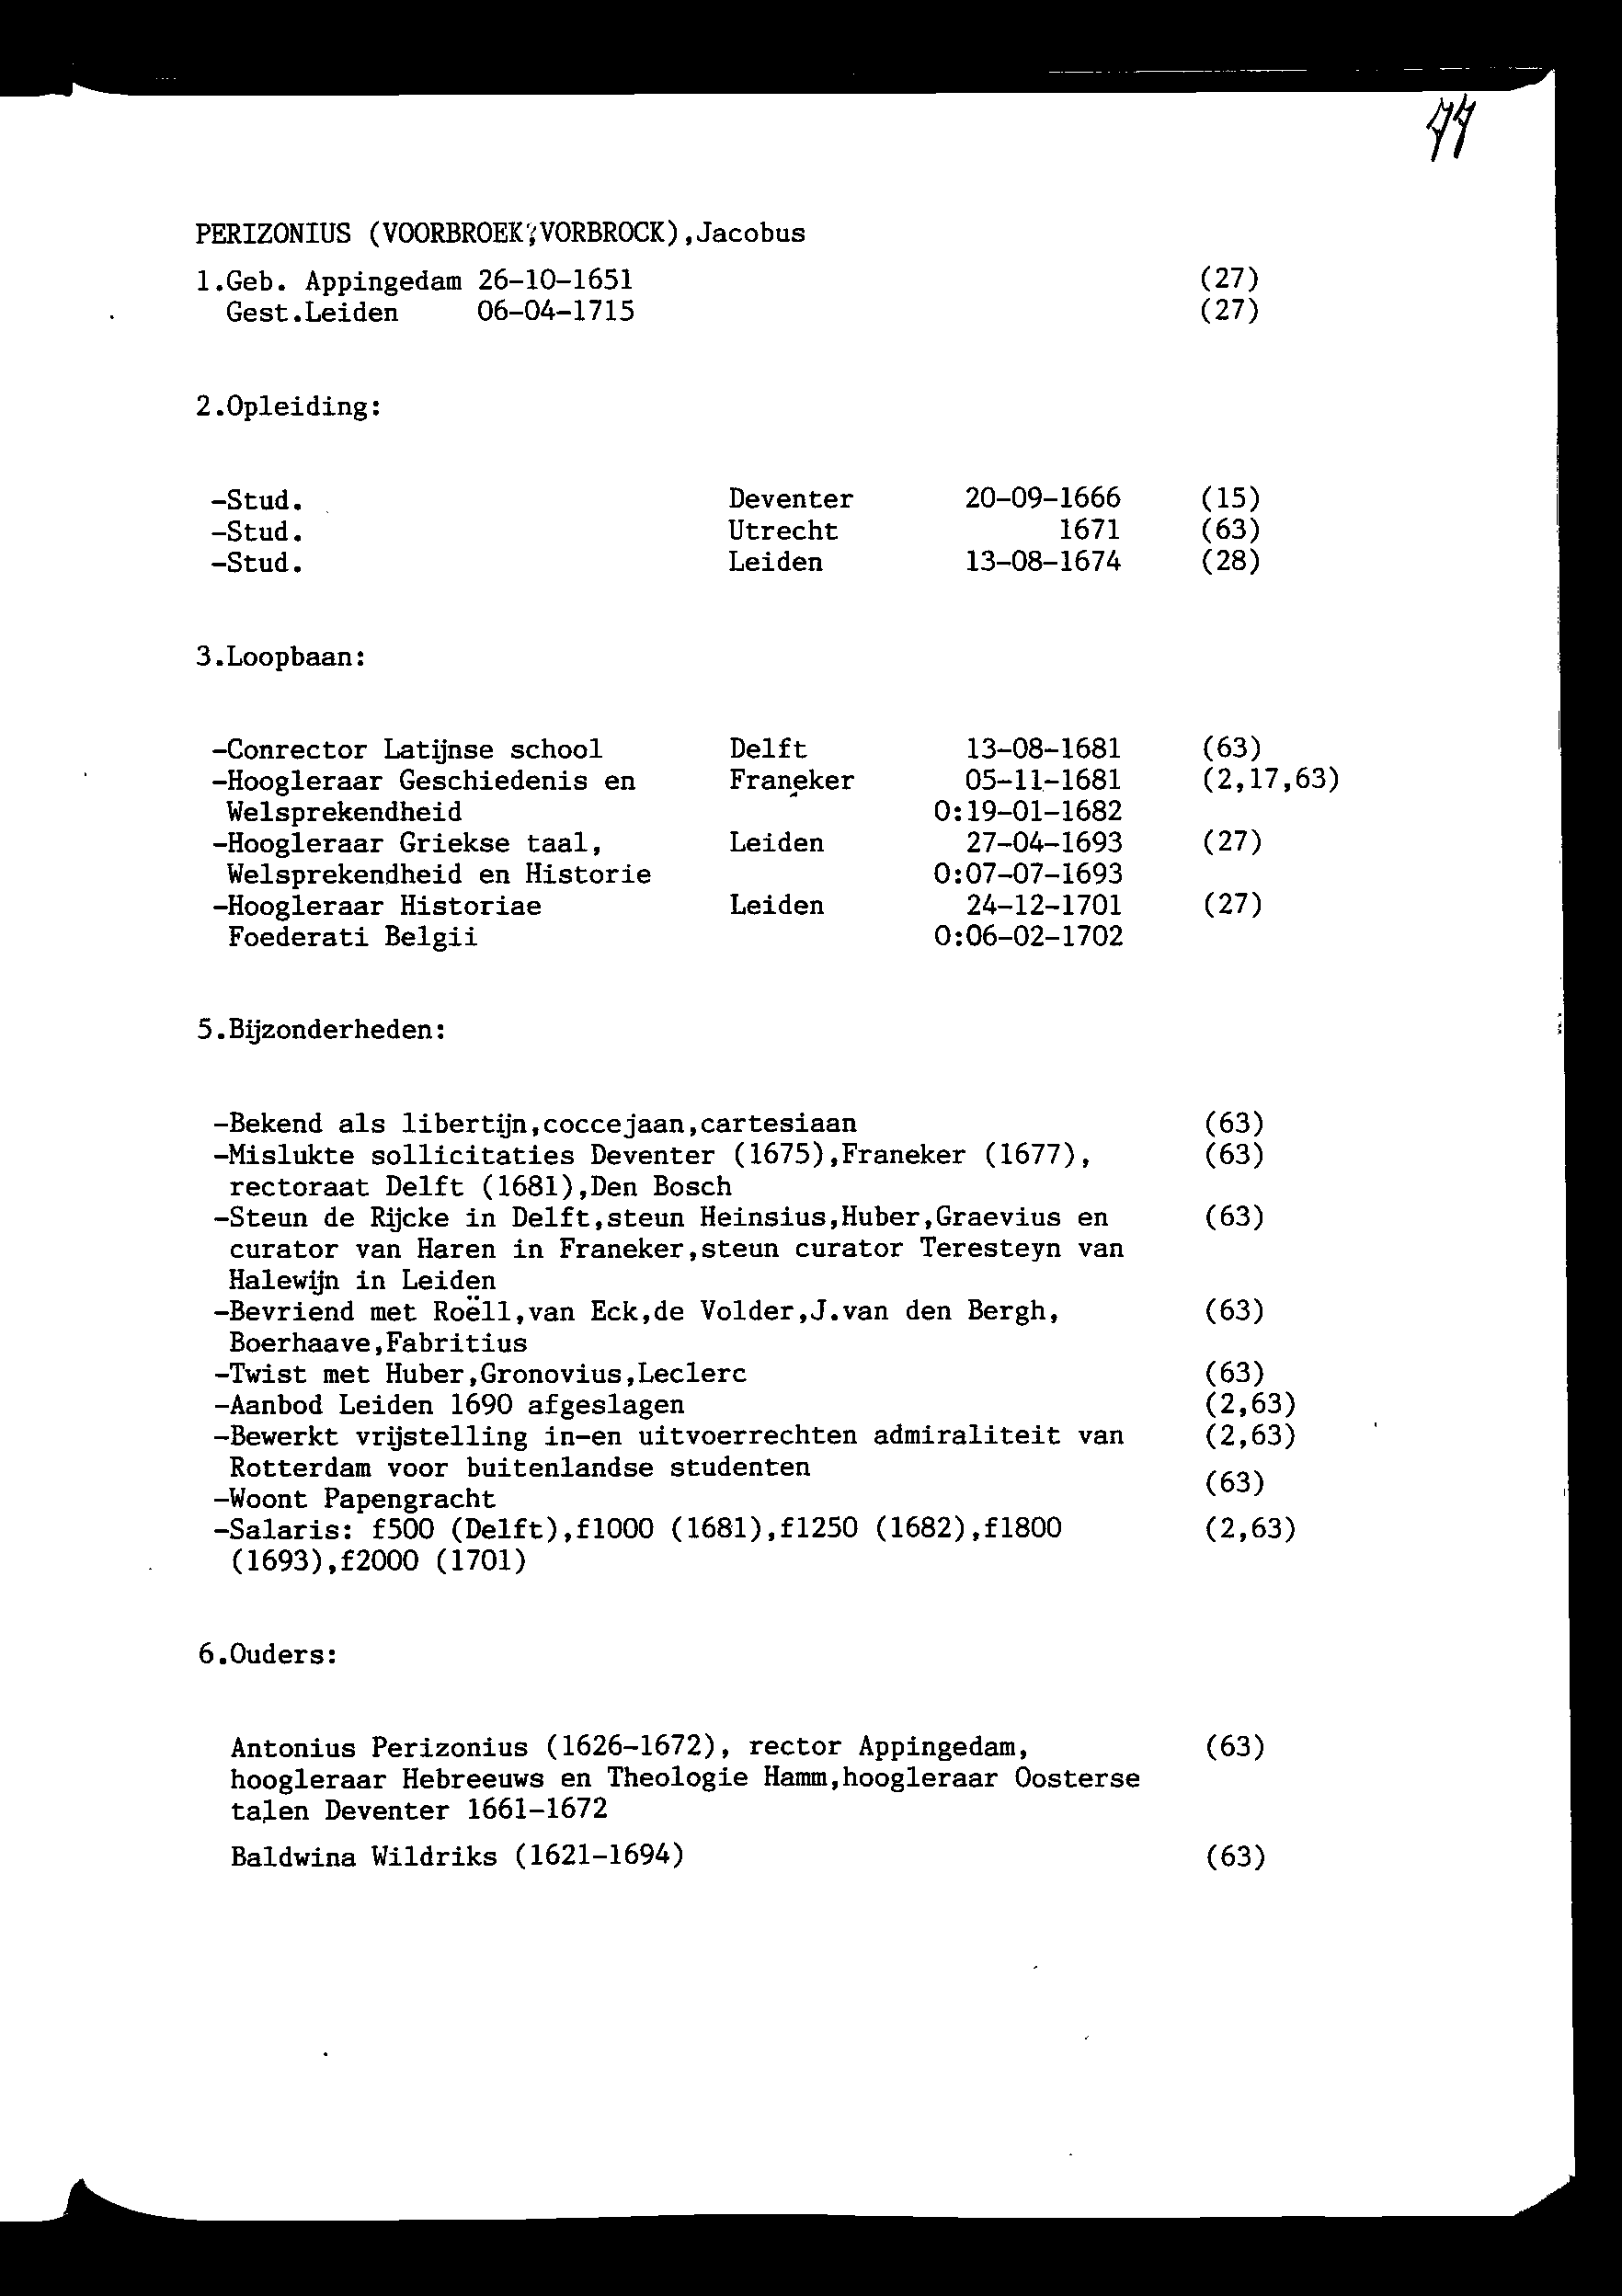 PERIZONIUS (VOORBROEK;VORBROCK),Jacobus
1.Geb. Appingedam 26-10-1651 (27)
Gest.Leiden 06-04-1715 (27)
2.Opleiding:
-Stud. Deventer 20-09-1666 (15)
-Stud. Utrecht 1671 (63)
-Stud. Leiden 13-08-1674 (28)
3.Loopbaan:
-Conrector Latijnse school Delft 13-08-1681 (63)
-Hoogleraar Geschiedenis en Franeker 05-11-1681 (2,17,63)
Welsprekendheid O:19-01-1682
-Hoogleraar Griekse taal, Leiden 27-04-1693 (27)
Welsprekendheid en Historie O:07-07-1693
-Hoogleraar Historiae Leiden 24-12-1701 (27)
Foederati Belgii O:06-02-1702
5.Bijzonderheden:
-Bekend als libertijn,coccejaan,cartesiaan (63)
-Mislukte sollicitaties Deventer (1675),Franeker (1677), (63)
rectoraat Delft (1681),Den Bosch
-Steun de Rijcke in Delft,steun Heinsius,Huber,Graevius en (63)
curator van Haren in Franeker,steun curator Teresteyn van
Halewijn in Leiden
-Bevriend met Roëll,van Eck,de Volder,J.van den Bergh, (63)
Boerhaave,Fabritius
-Twist met Huber,Gronovius,Leclerc (63)
-Aanbod Leiden 1690 afgeslagen (2,63)
-Bewerkt vrijstelling in-en uitvoerrechten admiraliteit van (2,63)
Rotterdam voor buitenlandse studenten
-Woont Papengracht (63)
-Salaris: f500 (Delft),f1000 (1681),f1250 (1682),f1800 (2,63)
(1693),f2000 (1701)
6.Ouders:
Antonius Perizonius (1626-1672), rector Appingedam, (63)
hoogleraar Hebreeuws en Theologie Hamm,hoogleraar Oosterse
talen Deventer 1661-1672
Baldwina Wildriks (1621-1694) (63)